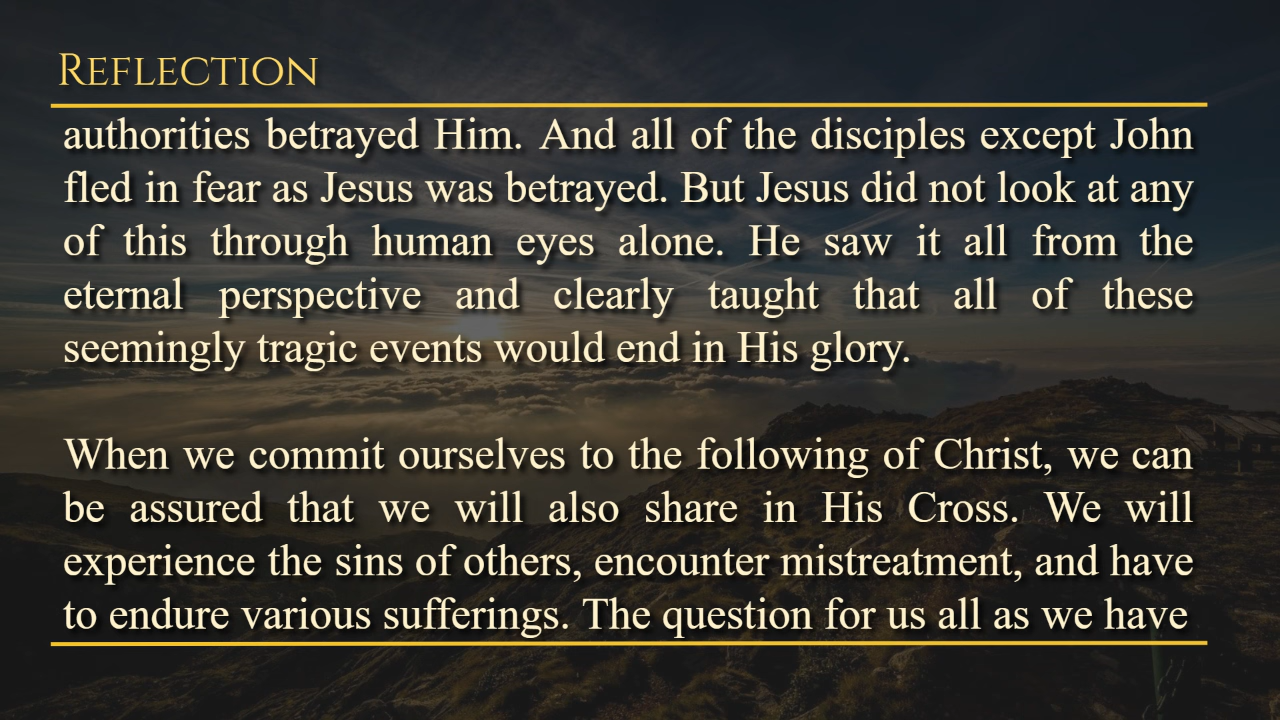 REFLECTION
authorities betrayed Him. And all of the disciples except John
fled in fear as Jesus was betrayed. But Jesus did not look at any
of this through human eyes alone. He saw it all from the
eternal perspective and clearly taught that all of these
seemingly tragic events would end in His glory.
When we commit ourselves to the following of Christ, we can
be assured that we will also share in His Cross. We will
experience the sins of others, encounter mistreatment, and have
to endure various sufferings. The question for us all as we have